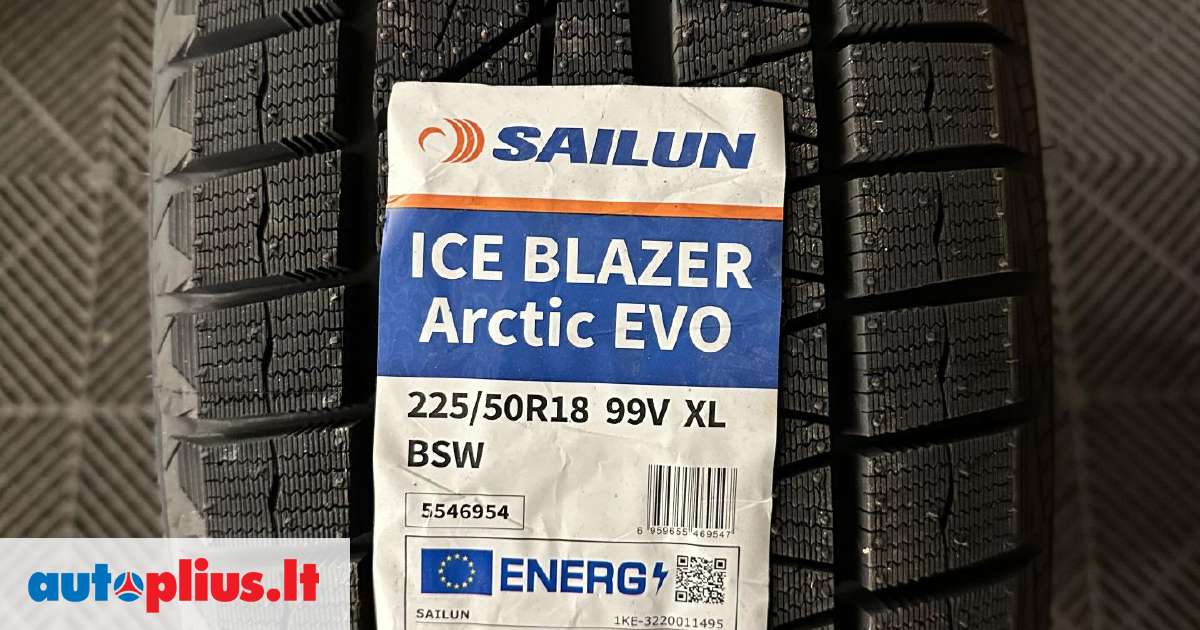 SAILUN
ICE BLAZER
Arctic EVO
225/50R18 99V XL
BSW
5546954
6 959655 469547
ENERG
SAILUN
1KE-3220011495
autoplius.lt